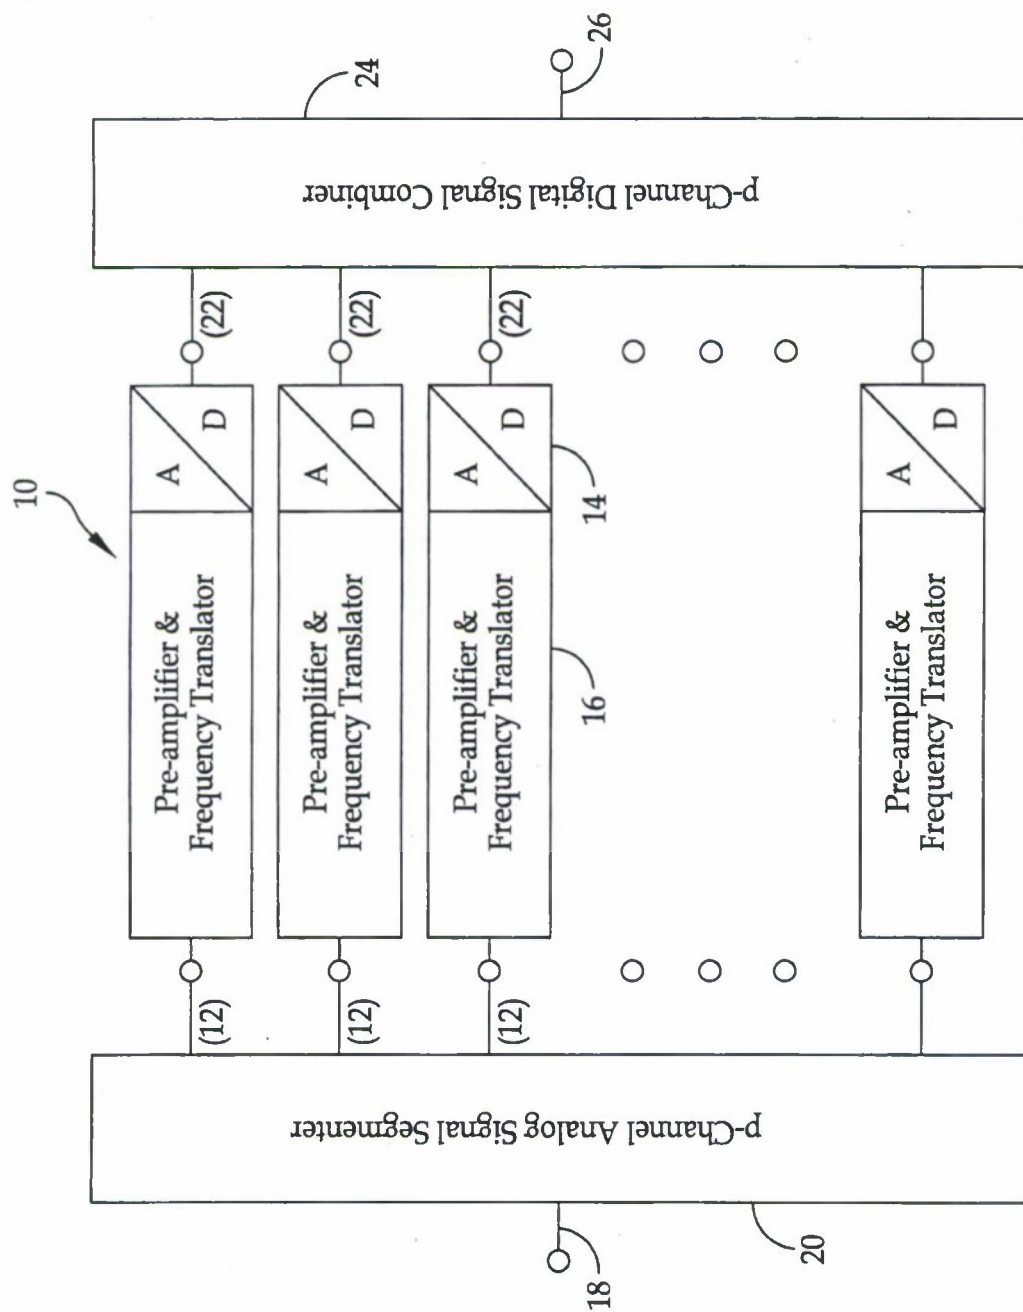 10
p-Channel Analog Signal Segmenter
18
20
(12)
(12)
(12)
Pre-amplifier &
Frequency Translator
A
D
(22)
Pre-amplifier &
Frequency Translator
A
D
(22)
Pre-amplifier &
Frequency Translator
A
D
(22)
16
14
Pre-amplifier &
Frequency Translator
A
D
p-Channel Digital Signal Combiner
24
26